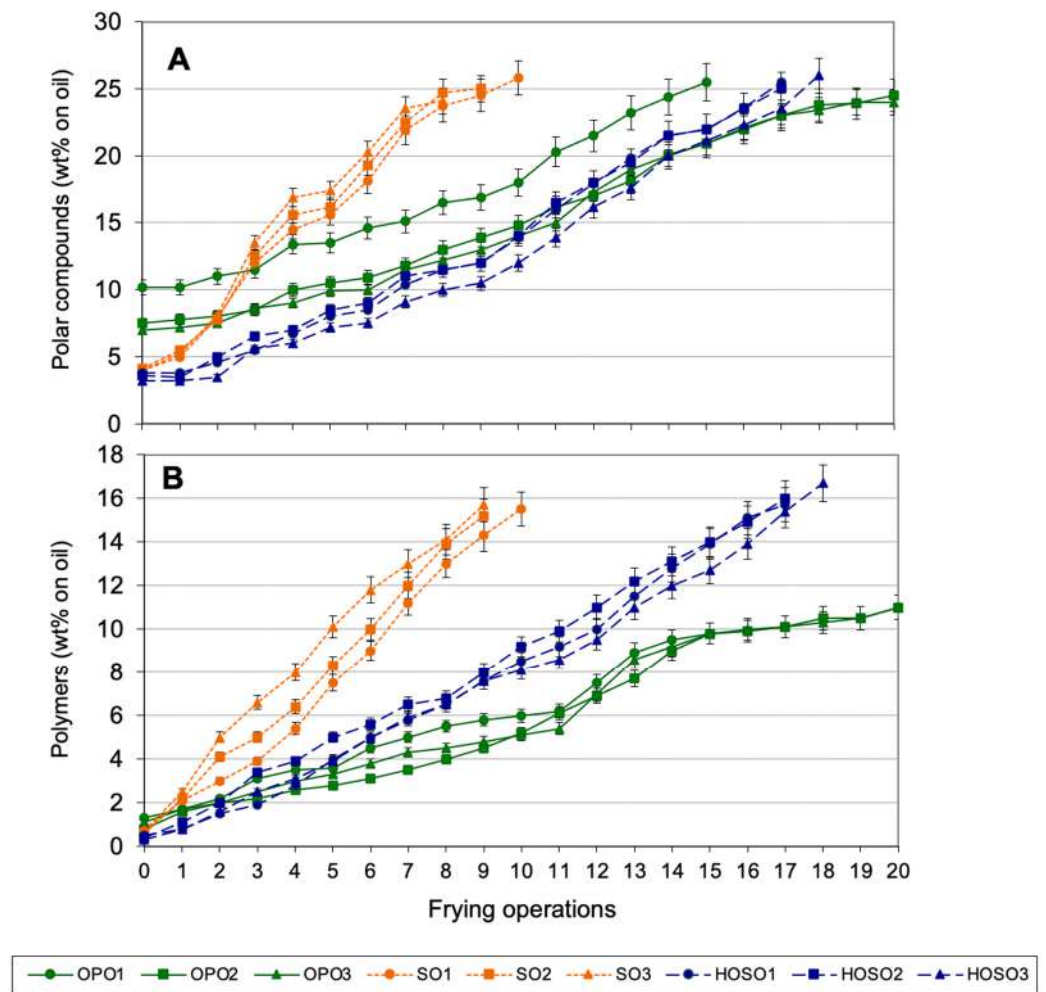 A
Polar compounds (wt% on oil)
30
25
20
15
10
5
0
B
Polymers (wt% on oil)
18
16
14
12
10
8
6
4
2
0
0 1 2 3 4 5 6 7 8 9 10 11 12 13 14 15 16 17 18 19 20
Frying operations
OPO1 OPO2 OPO3 SO1 SO2 SO3 HOSO1 HOSO2 HOSO3